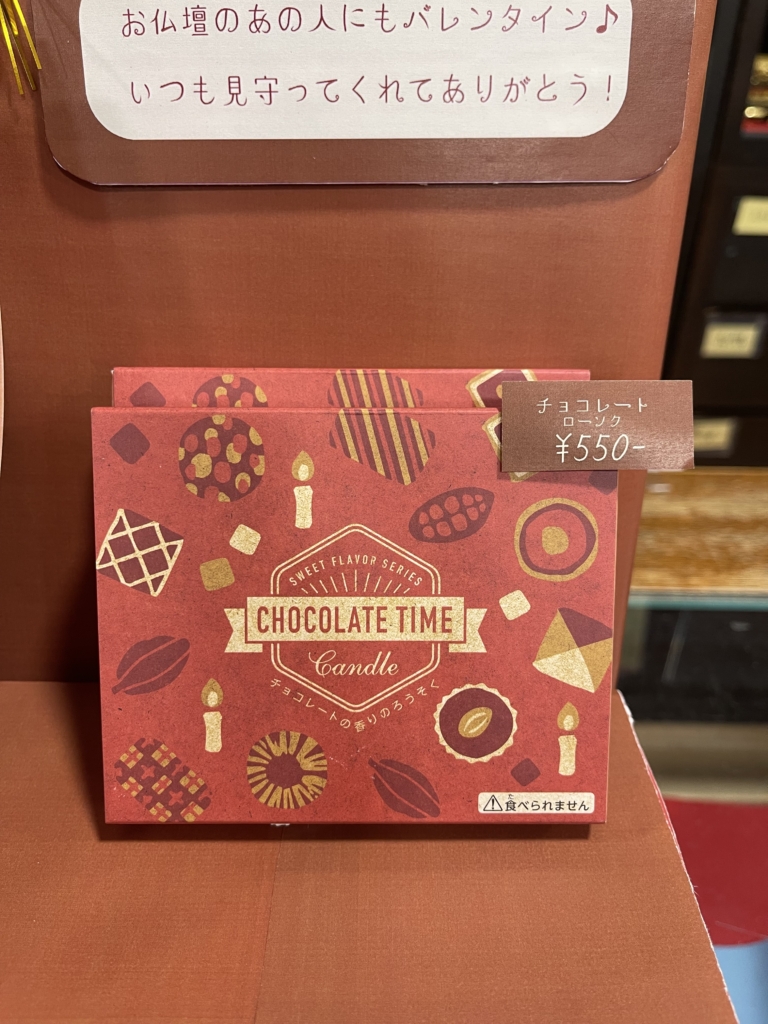 お仏壇のあの人にもバレンタイン♪
いつも見守ってくれてありがとう！
チョコレート
ローソク
¥550-
SWEET FLAVOR SERIES
CHOCOLATE TIME
Candle
チョコレートの香りのろうそく
⚠食べられません